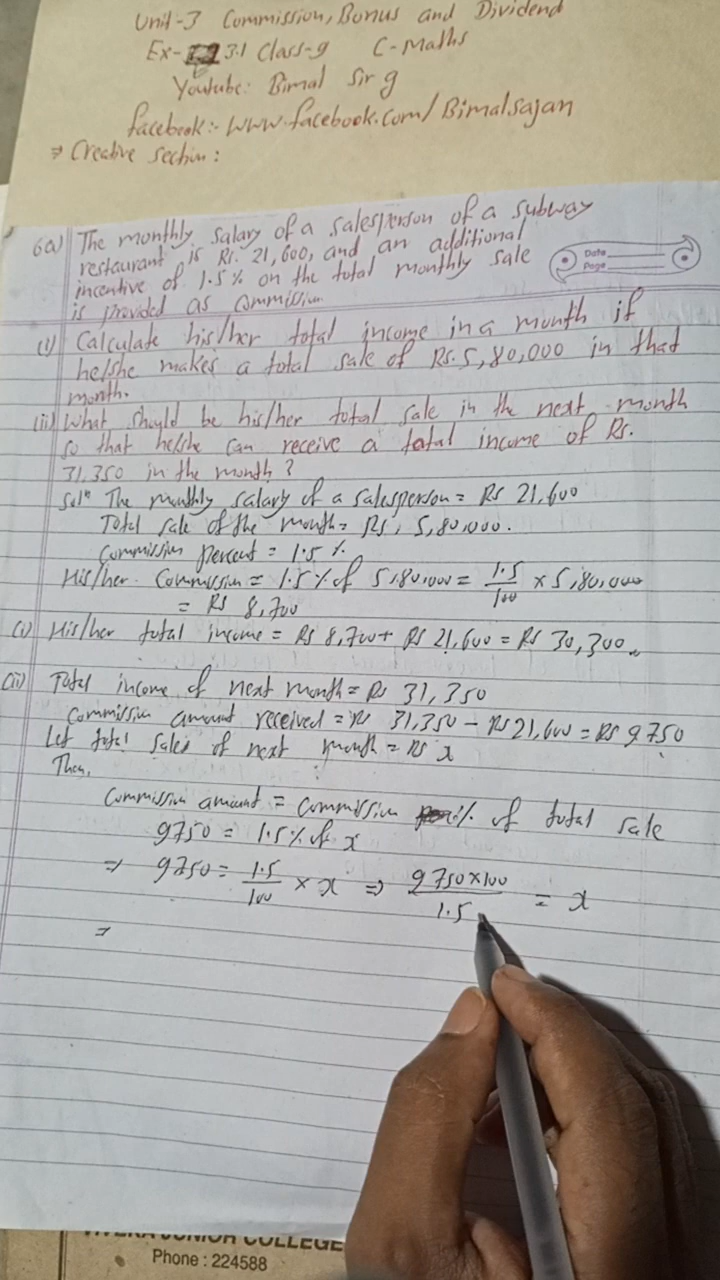 Unit-3 Commission, Bonus and Dividend
Ex- 3.1 Class-9 C-Maths
Youtube: Bimal Sir g
facebook:- www.facebook.com/Bimalsajan
⇒ Creative section:
6a) The monthly salary of a salesperson of a subway
restaurant is Rs. 21,600, and an additional
incentive of 1.5% on the total monthly sale
is provided as commission
Date
Page
(i) Calculate his/her total income in a month if
he/she makes a total sale of Rs. 5,80,000 in that
month.
(ii) What should be his/her total sale in the next month
so that he/she can receive a total income of Rs.
31,350 in the month?
Solⁿ The monthly salary of a salesperson = Rs 21,600
Total sale of the month = Rs, 5,80,000.
Commission percent = 1.5%
His/her Commission = 1.5% of 5,80,000 = 1.5/100 × 5,80,000
= Rs 8,700
(i) His/her total income = Rs 8,700 + Rs 21,600 = Rs 30,300
(ii) Total income of next month = Rs 31,350
Commission amount received = Rs 31,350 - Rs 21,600 = Rs 9750
Let total sales of next month = Rs x
Then,
Commission amount = Commission % of total sale
9750 = 1.5% of x
⇒ 9750 = 1.5/100 × x ⇒ 9750×100/1.5 = x
⇒
JUNIOR COLLEGE
Phone : 224588